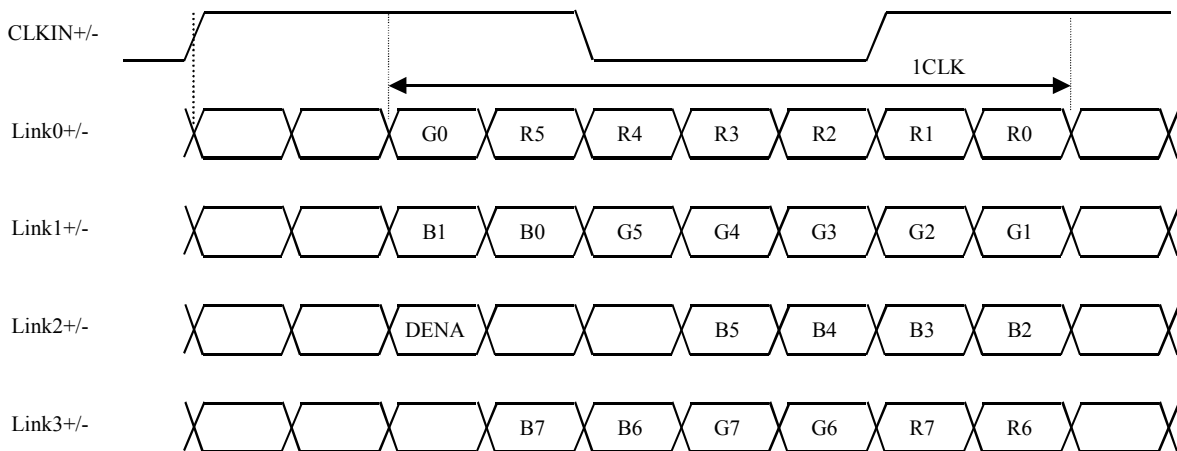 CLKIN+/-
1CLK
Link0+/- G0 R5 R4 R3 R2 R1 R0
Link1+/- B1 B0 G5 G4 G3 G2 G1
Link2+/- DENA B5 B4 B3 B2
Link3+/- B7 B6 G7 G6 R7 R6